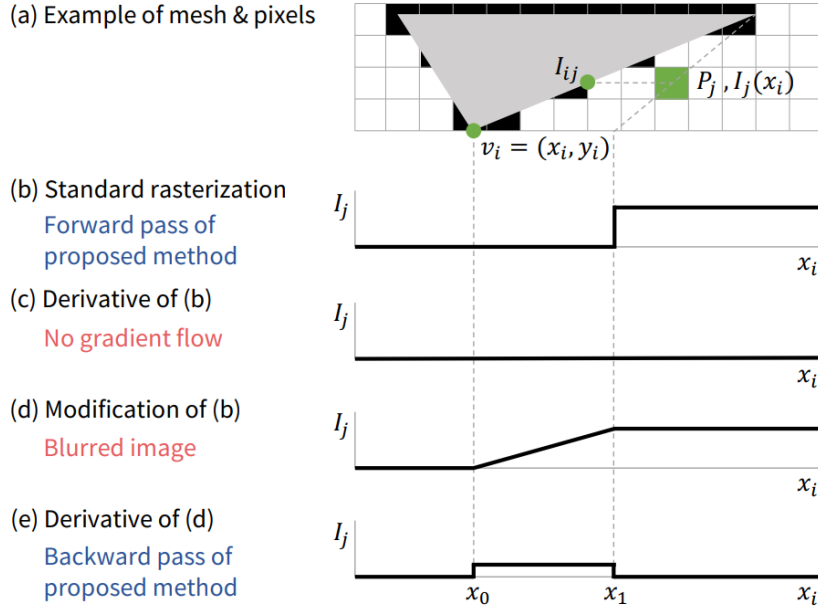 (a) Example of mesh & pixels
I_{ij}
P_j , I_j(x_i)
v_i = (x_i, y_i)
(b) Standard rasterization
Forward pass of
proposed method
I_j
x_i
(c) Derivative of (b)
No gradient flow
I_j
x_i
(d) Modification of (b)
Blurred image
I_j
x_i
(e) Derivative of (d)
Backward pass of
proposed method
I_j
x_0 x_1 x_i